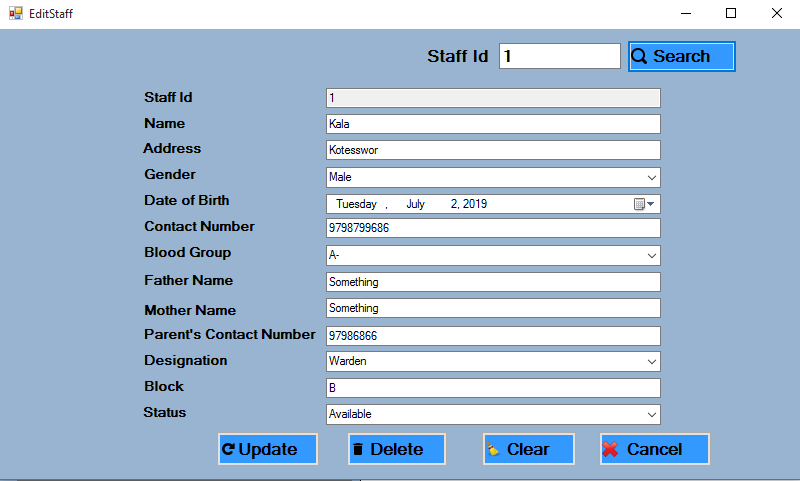 EditStaff
Staff Id 1 Search
Staff Id 1
Name Kala
Address Kotesswor
Gender Male
Date of Birth Tuesday , July 2, 2019
Contact Number 9798799686
Blood Group A-
Father Name Something
Mother Name Something
Parent's Contact Number 97986866
Designation Warden
Block B
Status Available
Update Delete Clear Cancel